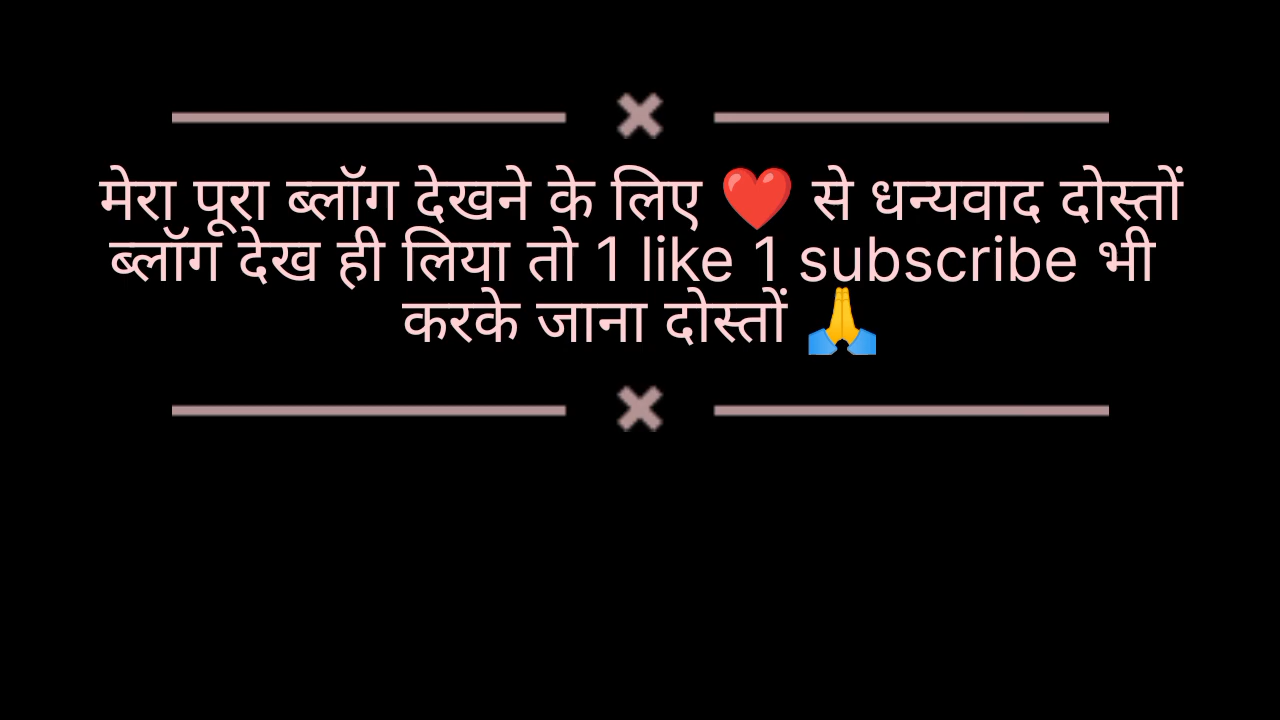 मेरा पूरा ब्लॉग देखने के लिए ❤️ से धन्यवाद दोस्तों
ब्लॉग देख ही लिया तो 1 like 1 subscribe भी
करके जाना दोस्तों 🙏